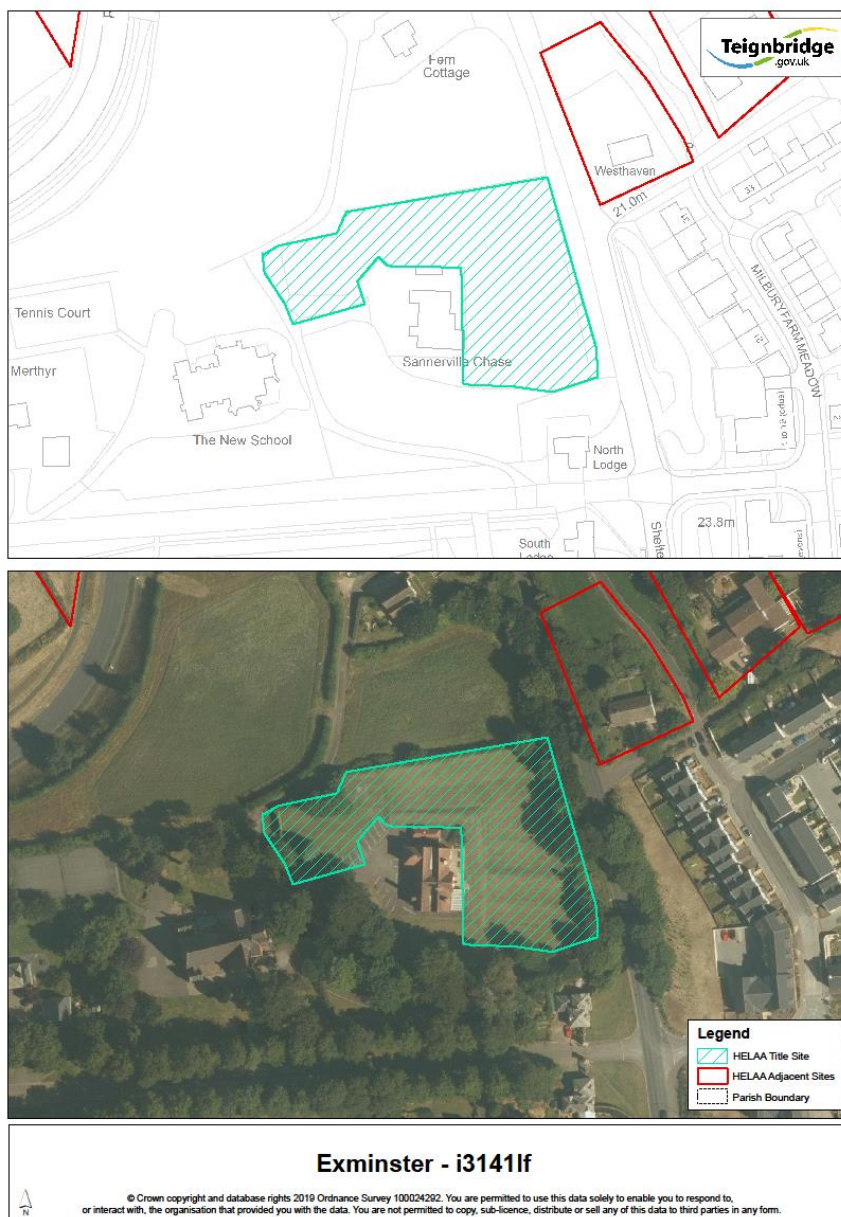 Teignbridge
.gov.uk
Fern
Cottage
Westhaven
21.0m
33
31
21
MILBURY FARM MEADOW
Tennis Court
Merthyr
Sannerville Chase
The New School
North
Lodge
23.8m
South
Legend
HELAA Title Site
HELAA Adjacent Sites
Parish Boundary
Exminster - i3141lf
N
© Crown copyright and database rights 2019 Ordnance Survey 100024292. You are permitted to use this data solely to enable you to respond to,
or interact with, the organisation that provided you with the data. You are not permitted to copy, sub-licence, distribute or sell any of this data to third parties in any form.